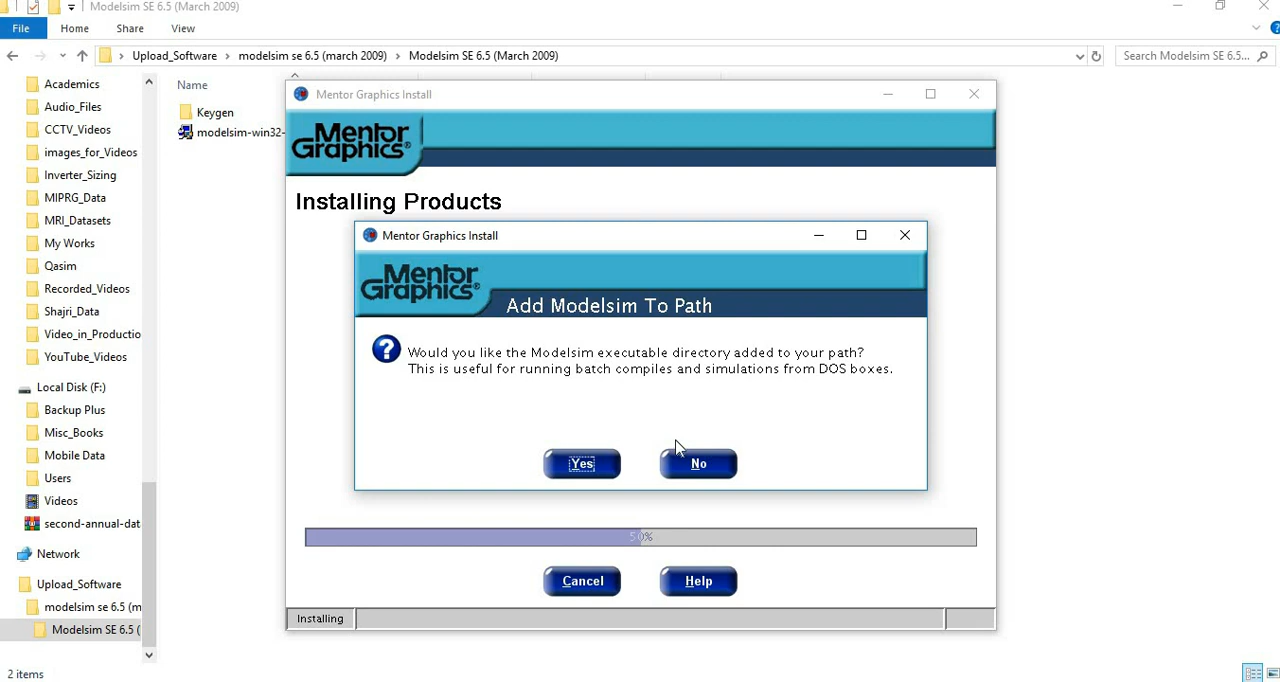 Modelsim SE 6.5 (March 2009)
File Home Share View
Upload_Software › modelsim se 6.5 (march 2009) › Modelsim SE 6.5 (March 2009)
Search Modelsim SE 6.5...
Academics
Audio_Files
CCTV_Videos
images_for_Videos
Inverter_Sizing
MIPRG_Data
MRI_Datasets
My Works
Qasim
Recorded_Videos
Shajri_Data
Video_in_Productio
YouTube_Videos
Local Disk (F:)
Backup Plus
Misc_Books
Mobile Data
Users
Videos
second-annual-dat
Network
Upload_Software
modelsim se 6.5 (m
Modelsim SE 6.5 (
2 items
Name
Keygen
modelsim-win32-
Mentor Graphics Install
Mentor
Graphics®
Installing Products
Mentor Graphics Install
Mentor
Graphics®
Add Modelsim To Path
Would you like the Modelsim executable directory added to your path?
This is useful for running batch compiles and simulations from DOS boxes.
Yes No
50%
Cancel Help
Installing